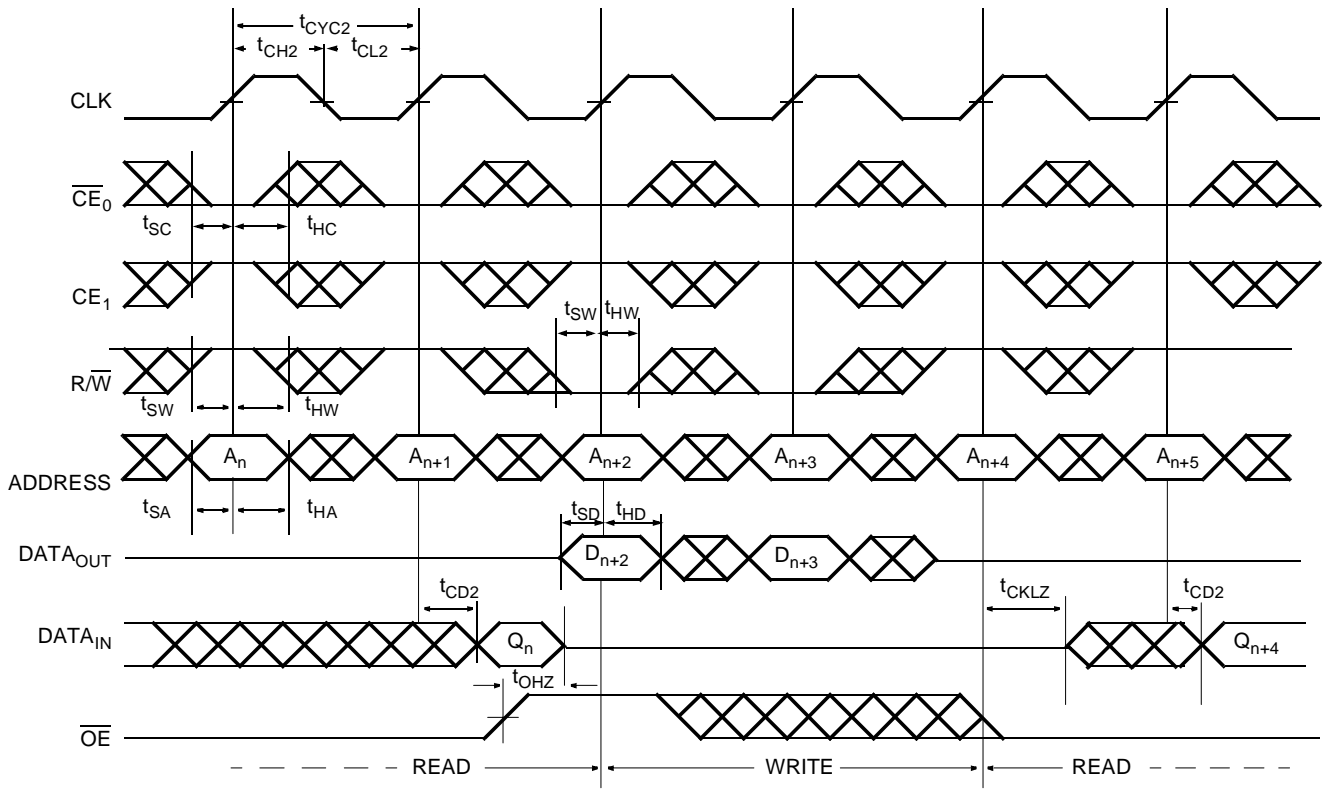 tCYC2
tCH2 tCL2
CLK
CE0
tSC tHC
CE1
tSW tHW
R/W
tSW tHW
An An+1 An+2 An+3 An+4 An+5
ADDRESS
tSA tHA
tSD tHD
DATAOUT Dn+2 Dn+3
tCD2 tCKLZ tCD2
DATAIN Qn Qn+4
tOHZ
OE
READ WRITE READ